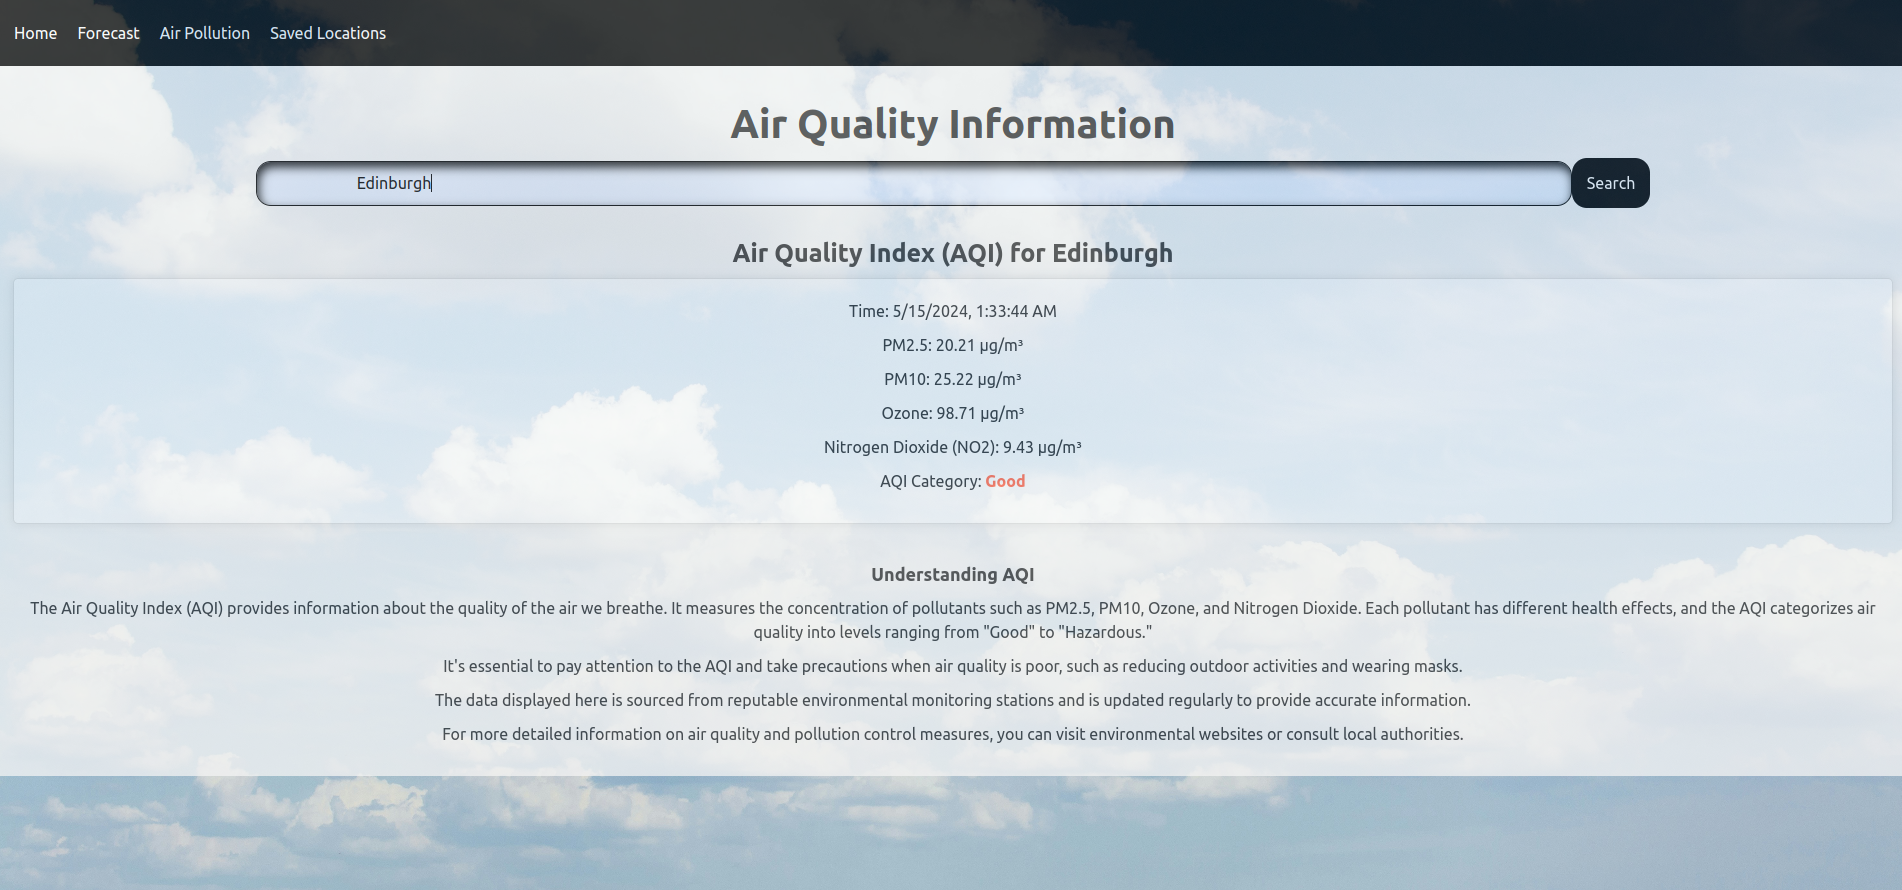 Home Forecast Air Pollution Saved Locations
Air Quality Information
Edinburgh
Search
Air Quality Index (AQI) for Edinburgh
Time: 5/15/2024, 1:33:44 AM
PM2.5: 20.21 µg/m³
PM10: 25.22 µg/m³
Ozone: 98.71 µg/m³
Nitrogen Dioxide (NO2): 9.43 µg/m³
AQI Category: Good
Understanding AQI
The Air Quality Index (AQI) provides information about the quality of the air we breathe. It measures the concentration of pollutants such as PM2.5, PM10, Ozone, and Nitrogen Dioxide. Each pollutant has different health effects, and the AQI categorizes air
quality into levels ranging from "Good" to "Hazardous."
It's essential to pay attention to the AQI and take precautions when air quality is poor, such as reducing outdoor activities and wearing masks.
The data displayed here is sourced from reputable environmental monitoring stations and is updated regularly to provide accurate information.
For more detailed information on air quality and pollution control measures, you can visit environmental websites or consult local authorities.